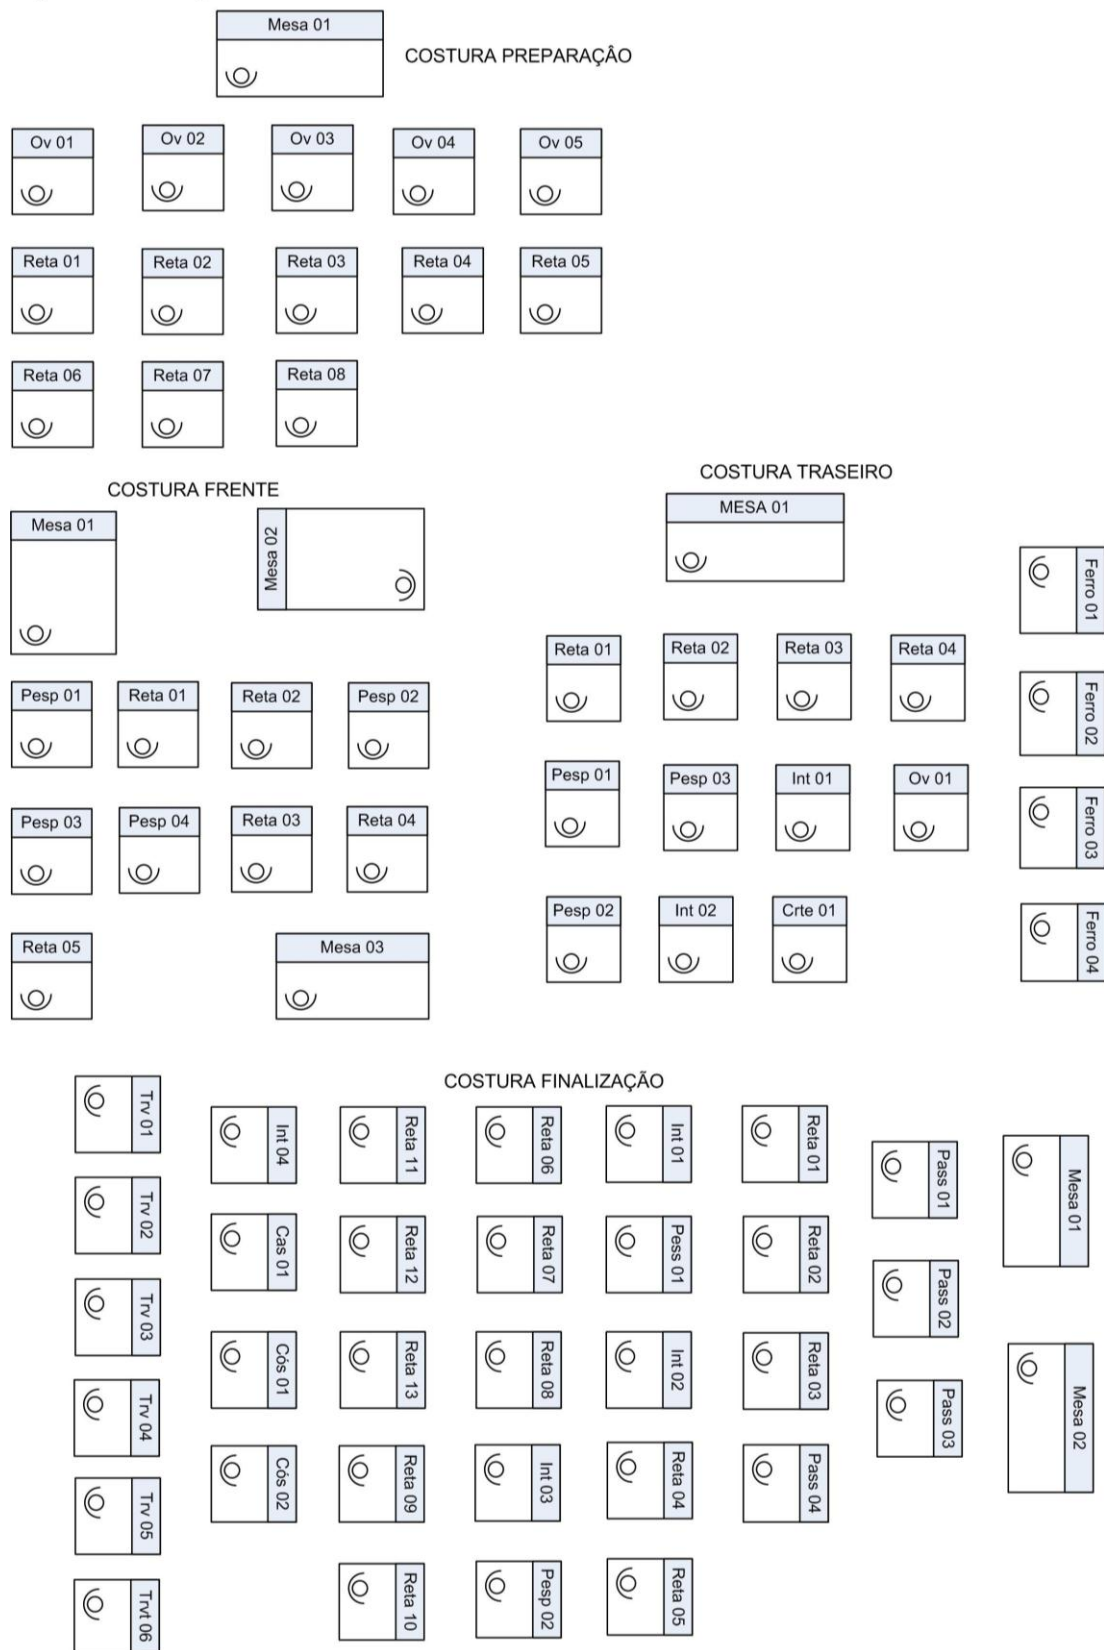 Mesa 01
COSTURA PREPARAÇÂO
Ov 01
Ov 02
Ov 03
Ov 04
Ov 05
Reta 01
Reta 02
Reta 03
Reta 04
Reta 05
Reta 06
Reta 07
Reta 08
COSTURA FRENTE
Mesa 01
Mesa 02
Pesp 01
Reta 01
Reta 02
Pesp 02
Pesp 03
Pesp 04
Reta 03
Reta 04
Reta 05
Mesa 03
COSTURA TRASEIRO
MESA 01
Reta 01
Reta 02
Reta 03
Reta 04
Pesp 01
Pesp 03
Int 01
Ov 01
Pesp 02
Int 02
Crte 01
Ferro 01
Ferro 02
Ferro 03
Ferro 04
COSTURA FINALIZAÇÃO
Trv 01
Trv 02
Trv 03
Trv 04
Trv 05
Trvt 06
Int 04
Cas 01
Cós 01
Cós 02
Reta 11
Reta 12
Reta 13
Reta 09
Reta 10
Reta 06
Reta 07
Reta 08
Int 03
Pesp 02
Int 01
Pess 01
Int 02
Reta 04
Reta 05
Reta 01
Reta 02
Reta 03
Pass 04
Pass 01
Pass 02
Pass 03
Mesa 01
Mesa 02